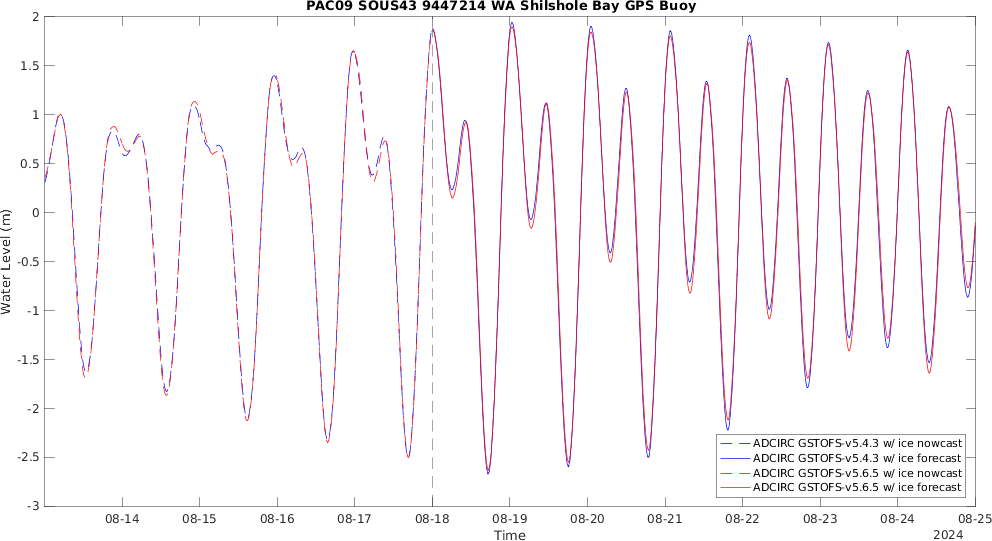 PAC09 SOUS43 9447214 WA Shilshole Bay GPS Buoy
2
1.5
1
0.5
0
-0.5
-1
-1.5
-2
-2.5
-3
Water Level (m)
08-14 08-15 08-16 08-17 08-18 08-19 08-20 08-21 08-22 08-23 08-24 08-25
Time
2024
ADCIRC GSTOFS-v5.4.3 w/ ice nowcast
ADCIRC GSTOFS-v5.4.3 w/ ice forecast
ADCIRC GSTOFS-v5.6.5 w/ ice nowcast
ADCIRC GSTOFS-v5.6.5 w/ ice forecast